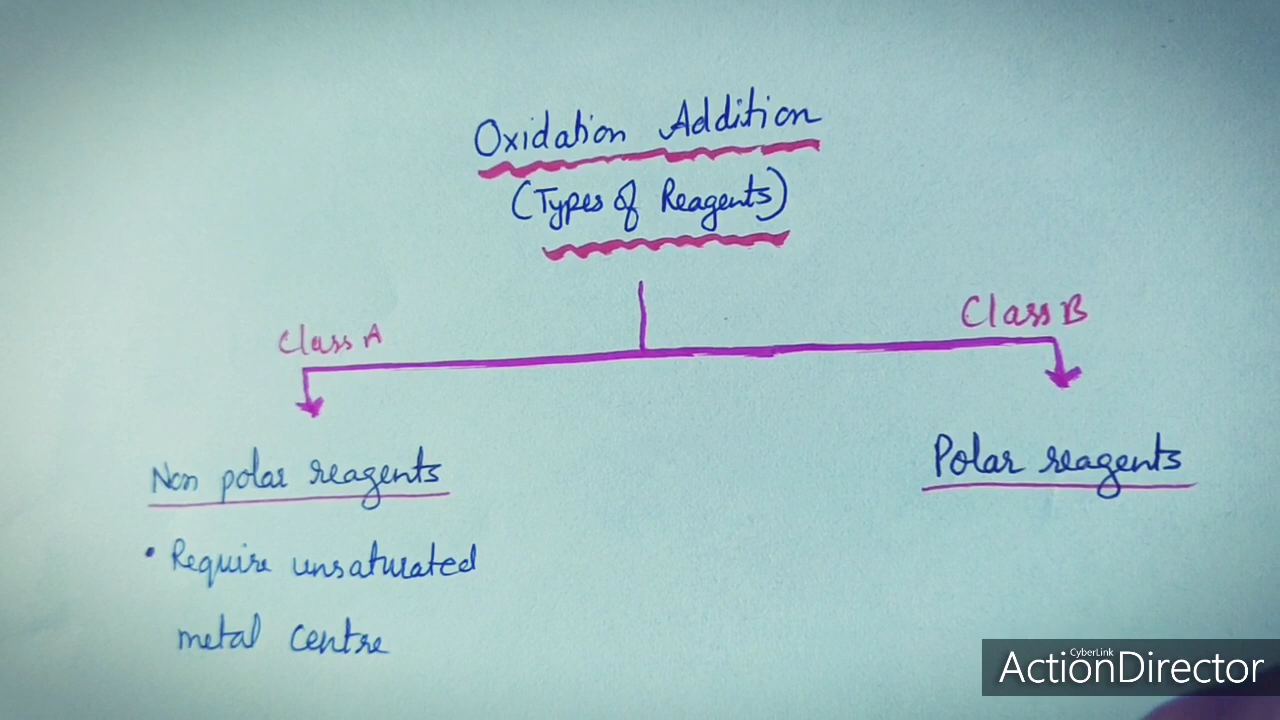 Oxidation Addition
(Types of Reagents)
Class A
Class B
Non polar reagents
Polar reagents
• Require unsaturated
metal centre
CyberLink
ActionDirector